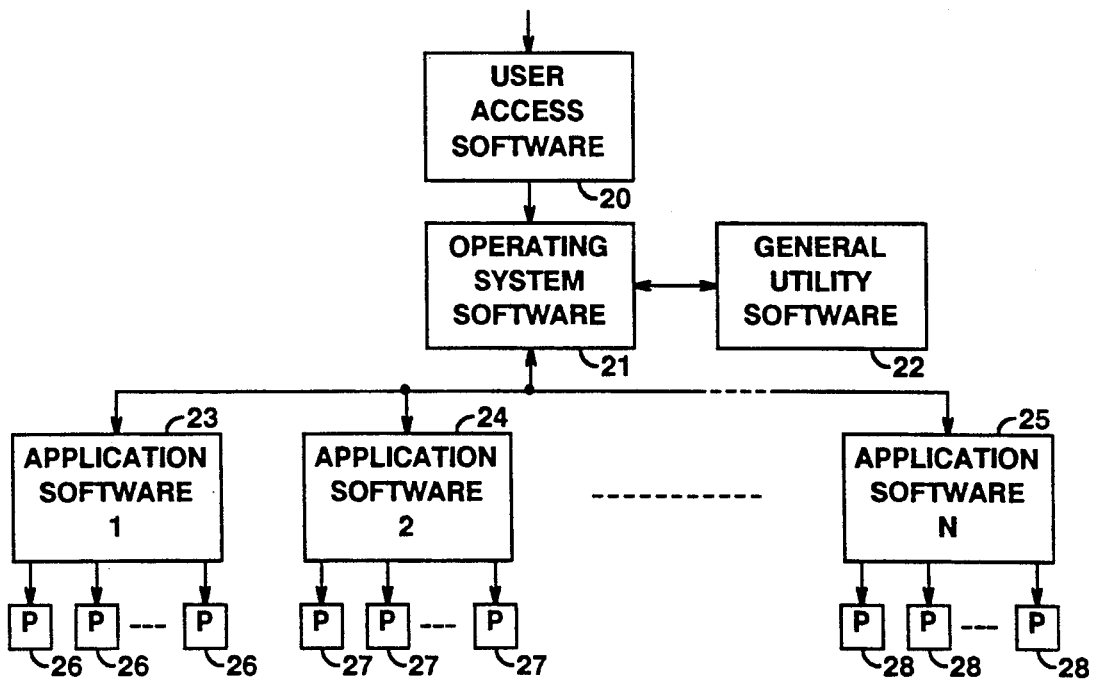 USER
ACCESS
SOFTWARE
20
OPERATING
SYSTEM
SOFTWARE
21
GENERAL
UTILITY
SOFTWARE
22
23
APPLICATION
SOFTWARE
1
24
APPLICATION
SOFTWARE
2
25
APPLICATION
SOFTWARE
N
P P P
26 26 26
P P P
27 27 27
P P P
28 28 28